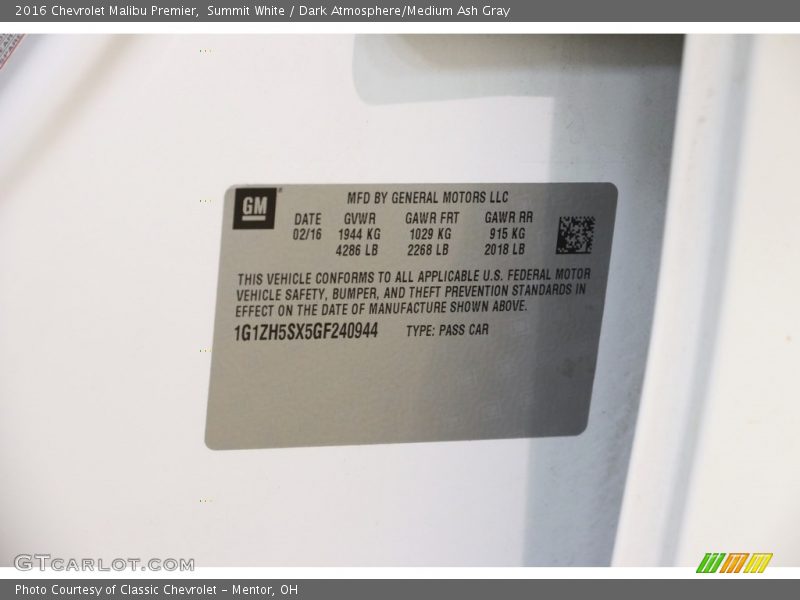 2016 Chevrolet Malibu Premier,  Summit White / Dark Atmosphere/Medium Ash Gray
GM
MFD BY GENERAL MOTORS LLC
DATE GVWR GAWR FRT GAWR RR
02/16 1944 KG 1029 KG 915 KG
4286 LB 2268 LB 2018 LB
THIS VEHICLE CONFORMS TO ALL APPLICABLE U.S. FEDERAL MOTOR
VEHICLE SAFETY, BUMPER, AND THEFT PREVENTION STANDARDS IN
EFFECT ON THE DATE OF MANUFACTURE SHOWN ABOVE.
1G1ZH5SX5GF240944 TYPE: PASS CAR
GTCARLOT.COM
Photo Courtesy of Classic Chevrolet - Mentor, OH